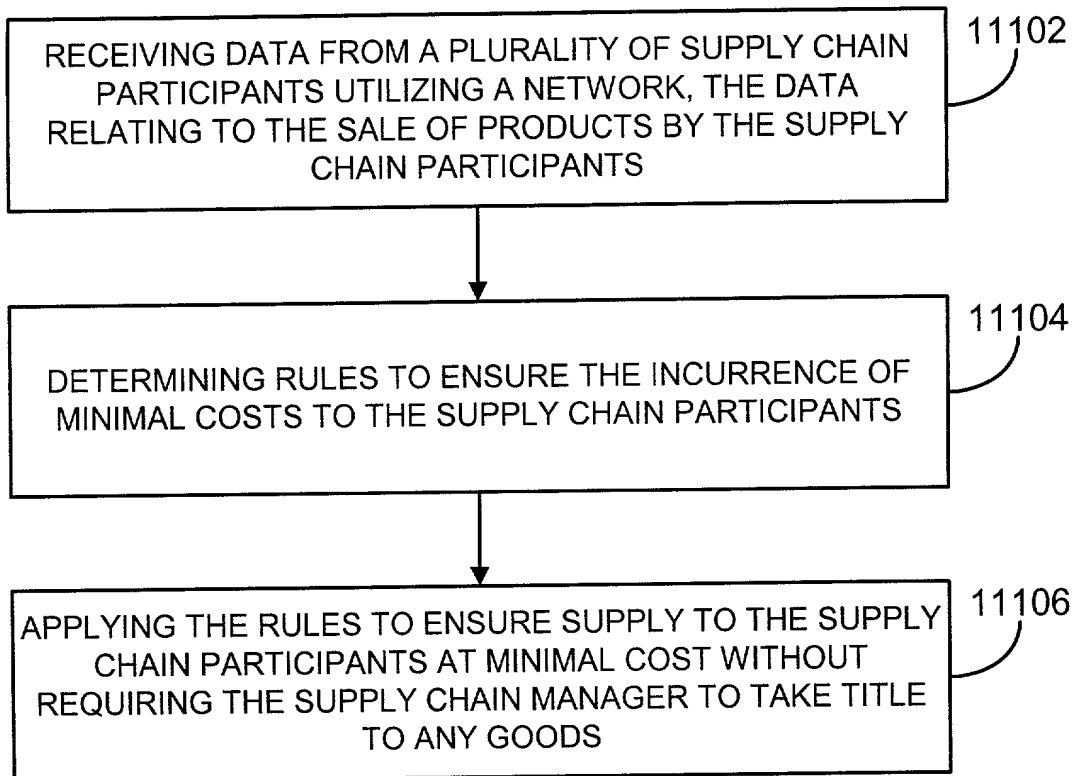 RECEIVING DATA FROM A PLURALITY OF SUPPLY CHAIN
PARTICIPANTS UTILIZING A NETWORK, THE DATA
RELATING TO THE SALE OF PRODUCTS BY THE SUPPLY
CHAIN PARTICIPANTS
11102
DETERMINING RULES TO ENSURE THE INCURRENCE OF
MINIMAL COSTS TO THE SUPPLY CHAIN PARTICIPANTS
11104
APPLYING THE RULES TO ENSURE SUPPLY TO THE SUPPLY
CHAIN PARTICIPANTS AT MINIMAL COST WITHOUT
REQUIRING THE SUPPLY CHAIN MANAGER TO TAKE TITLE
TO ANY GOODS
11106